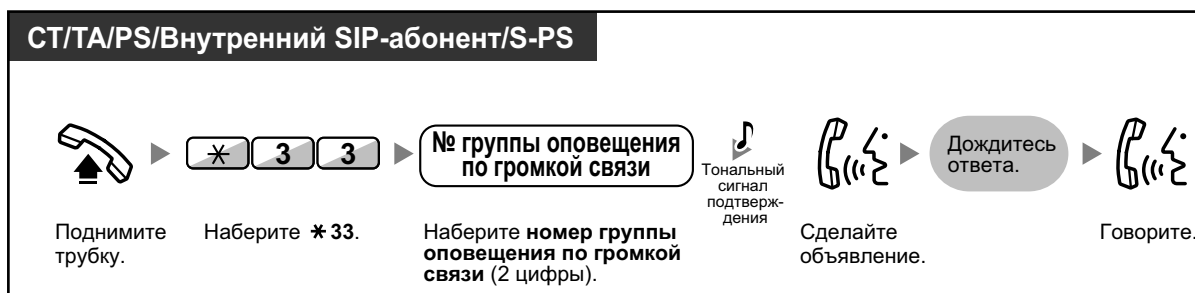 СТ/ТА/PS/Внутренний SIP-абонент/S-PS
✕ 3 3
№ группы оповещения
по громкой связи
Тональный
сигнал
подтверж-
дения
Дождитесь
ответа.
Поднимите
трубку.
Наберите ✕33.
Наберите номер группы
оповещения по громкой
связи (2 цифры).
Сделайте
объявление.
Говорите.